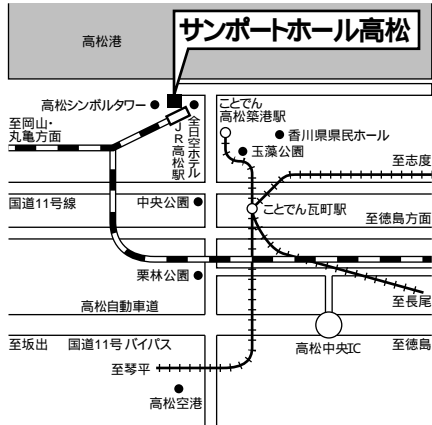 高松港
サンポートホール高松
高松シンボルタワー
JR高松駅
全日空ホテル
ことでん
高松築港駅
香川県県民ホール
玉藻公園
至岡山・
丸亀方面
至志度
国道11号線
中央公園
ことでん瓦町駅
至徳島方面
栗林公園
高松自動車道
至長尾
至坂出
国道11号バイパス
高松中央IC
至徳島
至琴平
高松空港